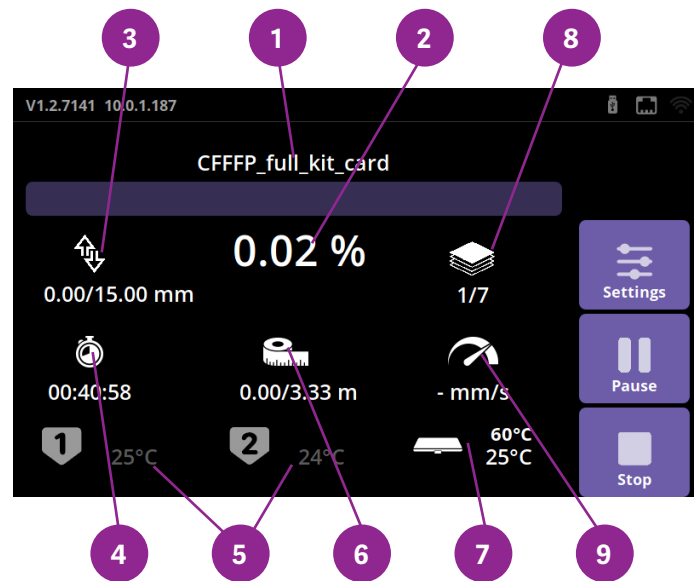 3 1 2 8
V1.2.7141 10.0.1.187
CFFFP_full_kit_card
0.02 %
0.00/15.00 mm
1/7
Settings
00:40:58
0.00/3.33 m
- mm/s
Pause
1 25°C
2 24°C
60°C
25°C
Stop
4 5 6 7 9